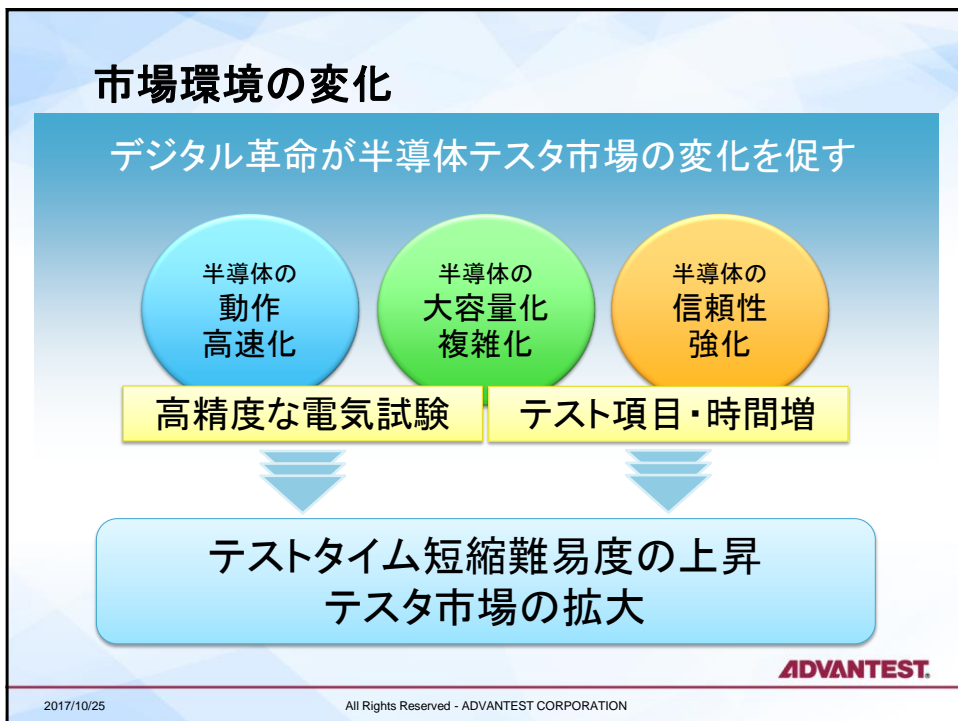 市場環境の変化
デジタル革命が半導体テスタ市場の変化を促す
半導体の
動作
高速化
半導体の
大容量化
複雑化
半導体の
信頼性
強化
高精度な電気試験
テスト項目・時間増
テストタイム短縮難易度の上昇
テスタ市場の拡大
ADVANTEST.
2017/10/25
All Rights Reserved - ADVANTEST CORPORATION